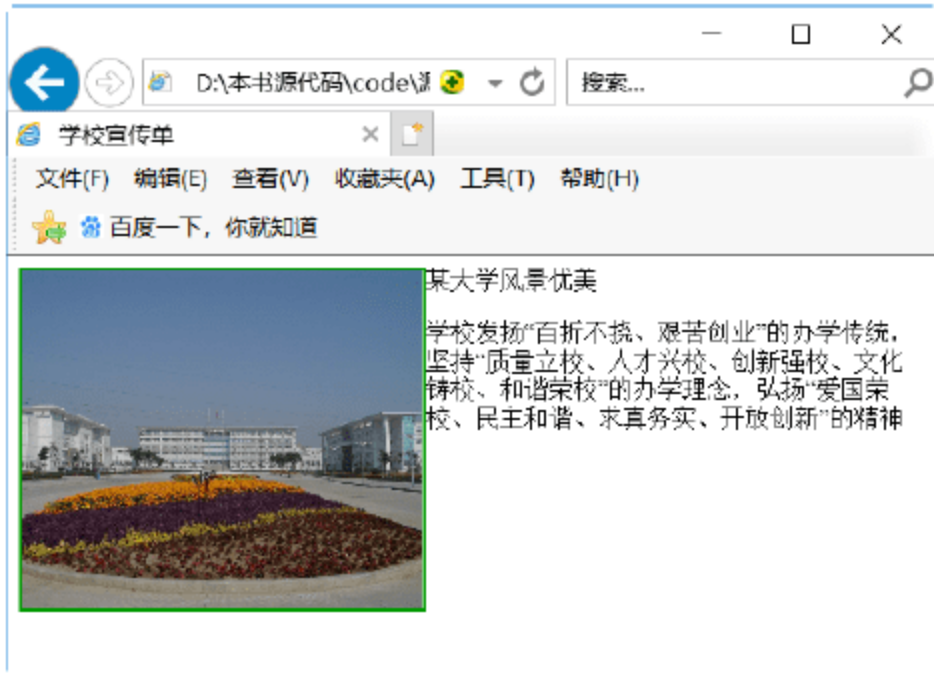 D:\本书源代码\code\源
搜索...
学校宣传单
文件(F) 编辑(E) 查看(V) 收藏夹(A) 工具(T) 帮助(H)
百度一下，你就知道
某大学风景优美
学校发扬“百折不挠、艰苦创业”的办学传统，
坚持“质量立校、人才兴校、创新强校、文化
铸校、和谐荣校”的办学理念，弘扬“爱国荣
校、民主和谐、求真务实、开放创新”的精神